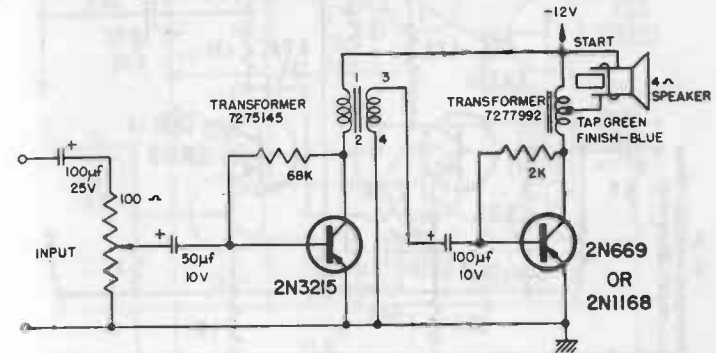 -12V
START
4 Ω
SPEAKER
TRANSFORMER
7275145
1
3
2
4
TRANSFORMER
7277992
TAP GREEN
FINISH-BLUE
+
100µf
25V
100 Ω
68K
2K
INPUT
+
50µf
10V
2N3215
+
100µf
10V
2N669
OR
2N1168